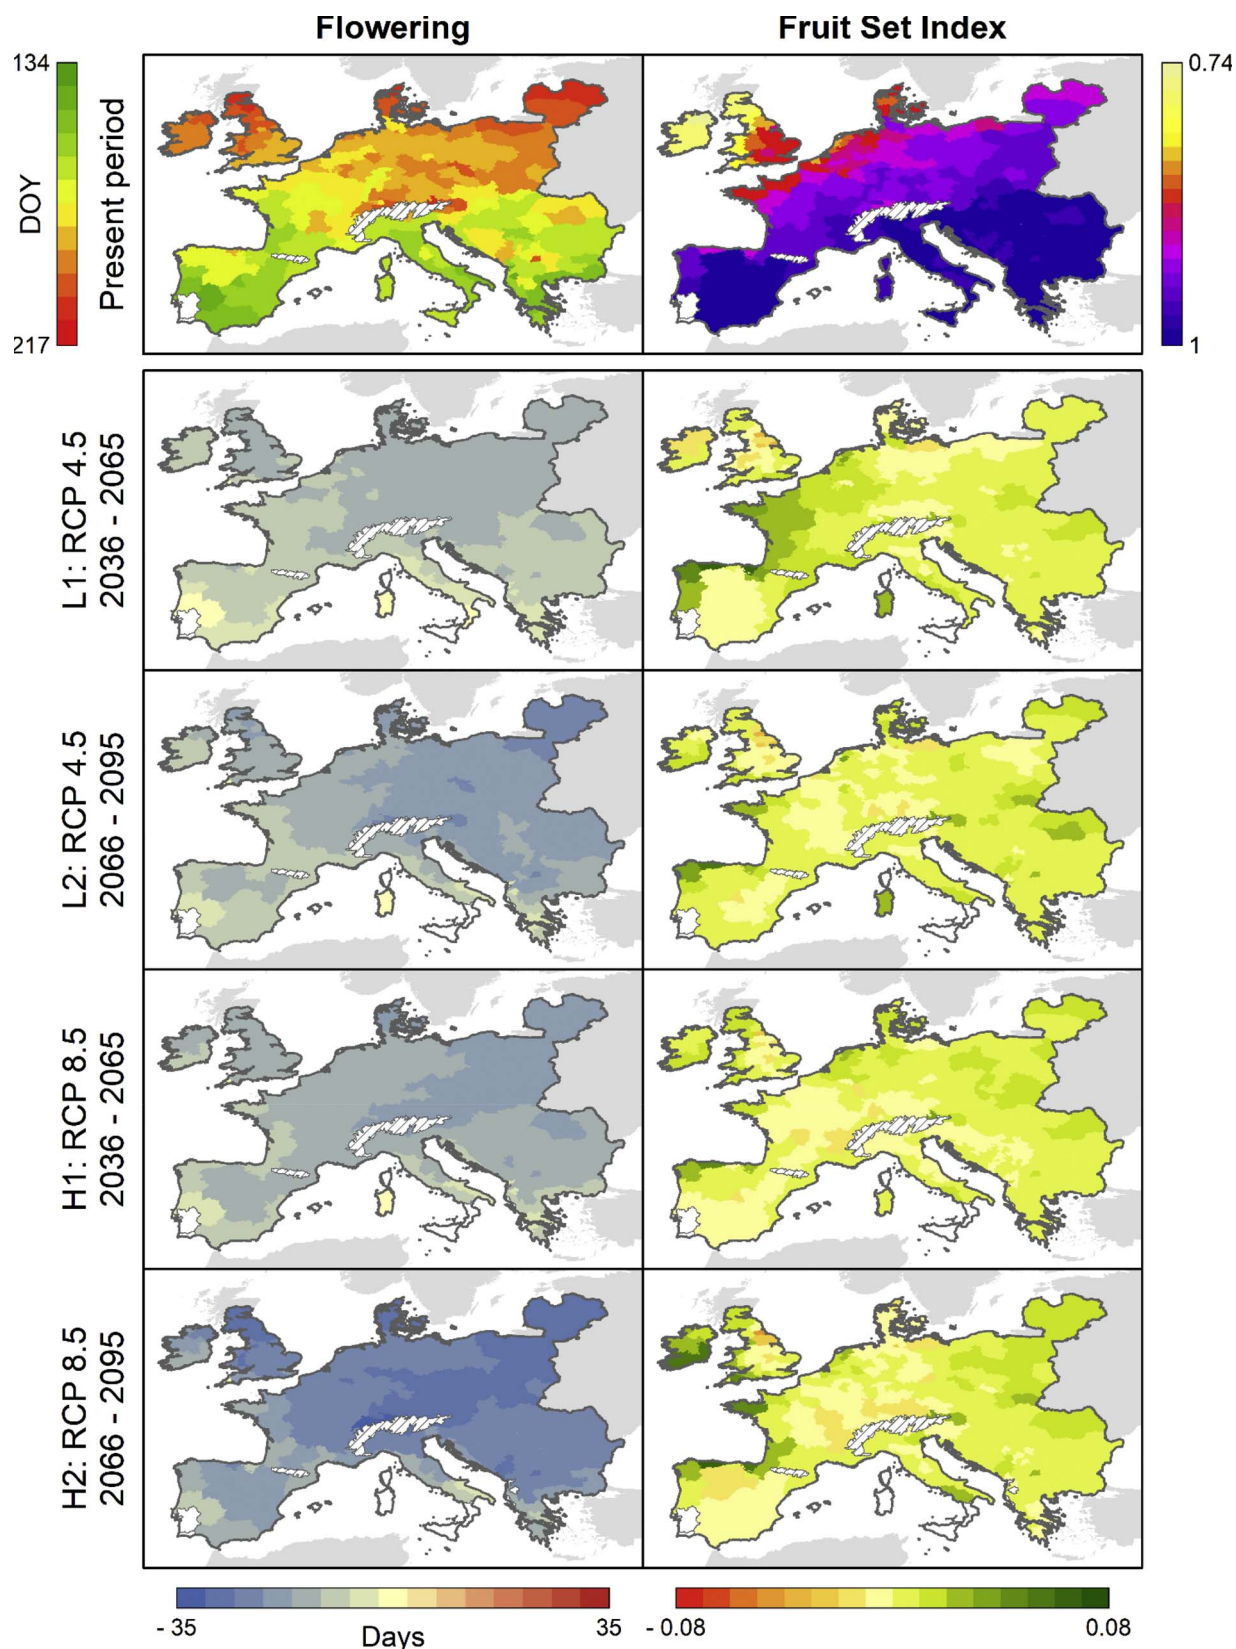 Flowering
Fruit Set Index
134
DOY
217
Present period
0.74
1
L1: RCP 4.5
2036 - 2065
L2: RCP 4.5
2066 - 2095
H1: RCP 8.5
2036 - 2065
H2: RCP 8.5
2066 - 2095
- 35
Days
35
- 0.08
0.08